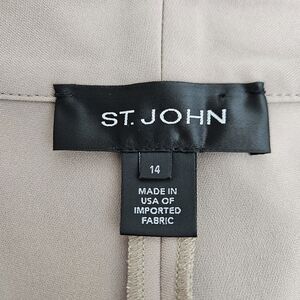 ST. JOHN
14
MADE IN
USA OF
IMPORTED
FABRIC